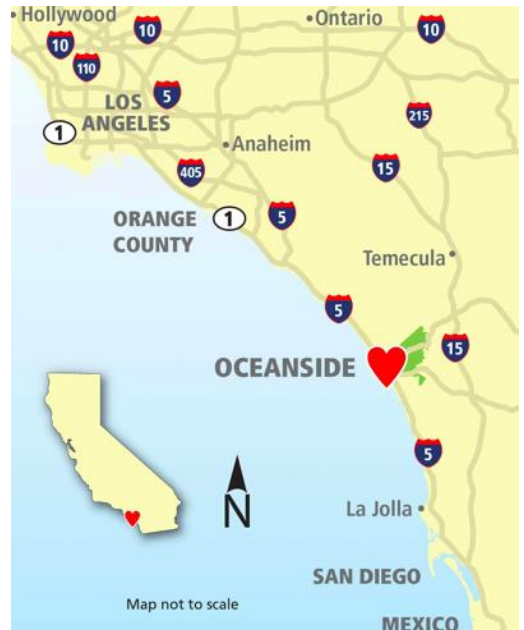 Hollywood
Ontario
10
10
10
110
5
LOS
ANGELES
215
1
Anaheim
15
405
ORANGE
COUNTY
1
5
Temecula
5
15
OCEANSIDE
5
N
La Jolla
SAN DIEGO
Map not to scale
MEXICO